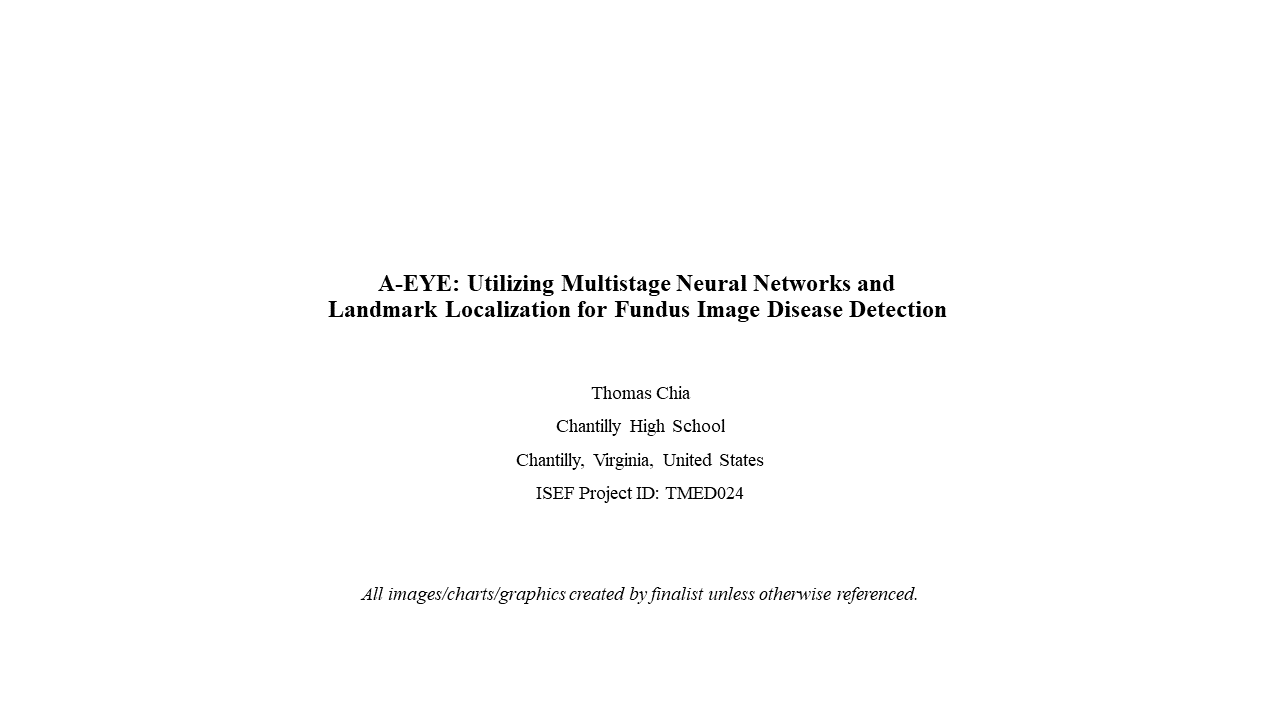 A-EYE: Utilizing Multistage Neural Networks and
Landmark Localization for Fundus Image Disease Detection
Thomas Chia
Chantilly High School
Chantilly, Virginia, United States
ISEF Project ID: TMED024
All images/charts/graphics created by finalist unless otherwise referenced.